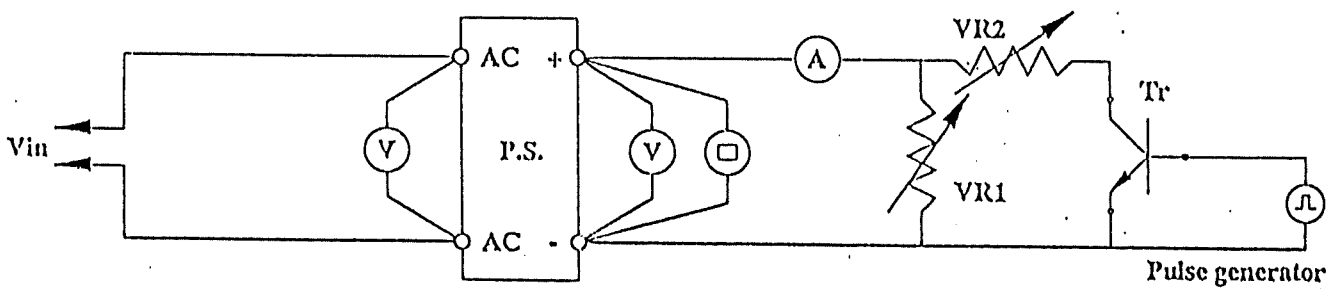 VR2
AC +
A
Tr
Vin
V
P.S.
V
VR1
AC -
Pulse generator